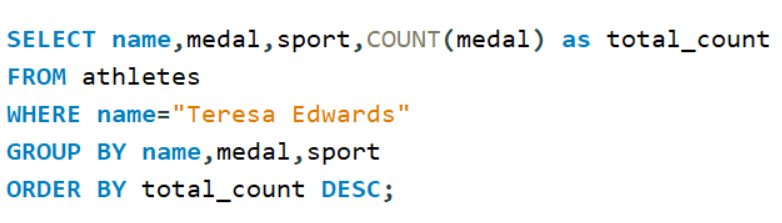 SELECT name,medal,sport,COUNT(medal) as total_count
FROM athletes
WHERE name="Teresa Edwards"
GROUP BY name,medal,sport
ORDER BY total_count DESC;